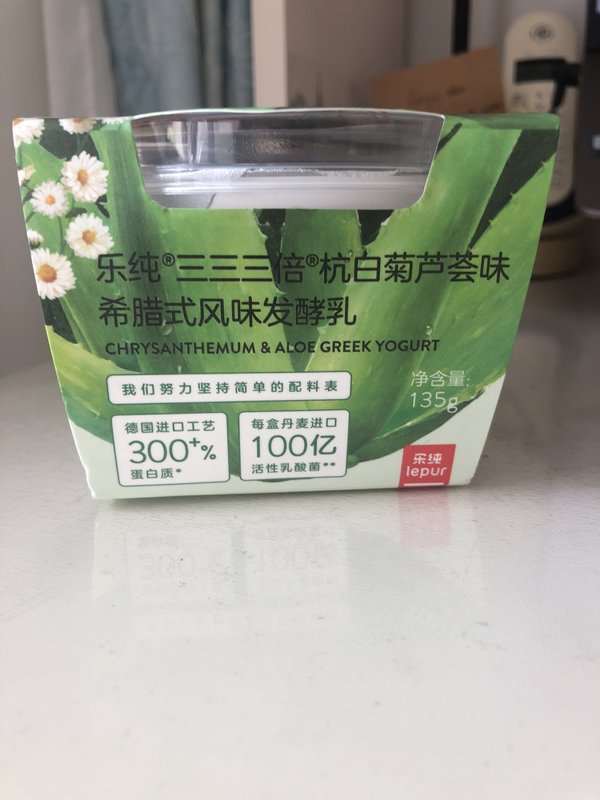 乐纯®三三三倍®杭白菊芦荟味
希腊式风味发酵乳
CHRYSANTHEMUM & ALOE GREEK YOGURT
我们努力坚持简单的配料表
净含量:
135g
德国进口工艺
300+%
蛋白质*
每盒丹麦进口
100亿
活性乳酸菌**
乐纯
lepur